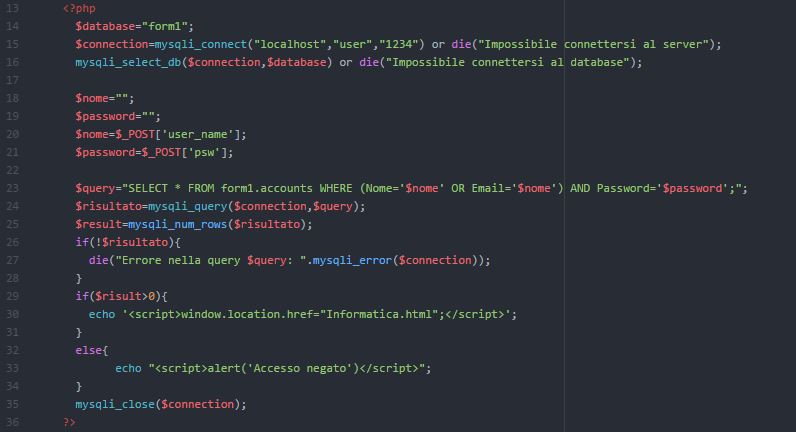 13 <?php
14 $database="form1";
15 $connection=mysqli_connect("localhost","user","1234") or die("Impossibile connettersi al server");
16 mysqli_select_db($connection,$database) or die("Impossibile connettersi al database");
17
18 $nome="";
19 $password="";
20 $nome=$_POST['user_name'];
21 $password=$_POST['psw'];
22
23 $query="SELECT * FROM form1.accounts WHERE (Nome='$nome' OR Email='$nome') AND Password='$password';";
24 $risultato=mysqli_query($connection,$query);
25 $result=mysqli_num_rows($risultato);
26 if(!$risultato){
27 die("Errore nella query $query: ".mysqli_error($connection));
28 }
29 if($risult>0){
30 echo '<script>window.location.href="Informatica.html";</script>';
31 }
32 else{
33 echo "<script>alert('Accesso negato')</script>";
34 }
35 mysqli_close($connection);
36 ?>